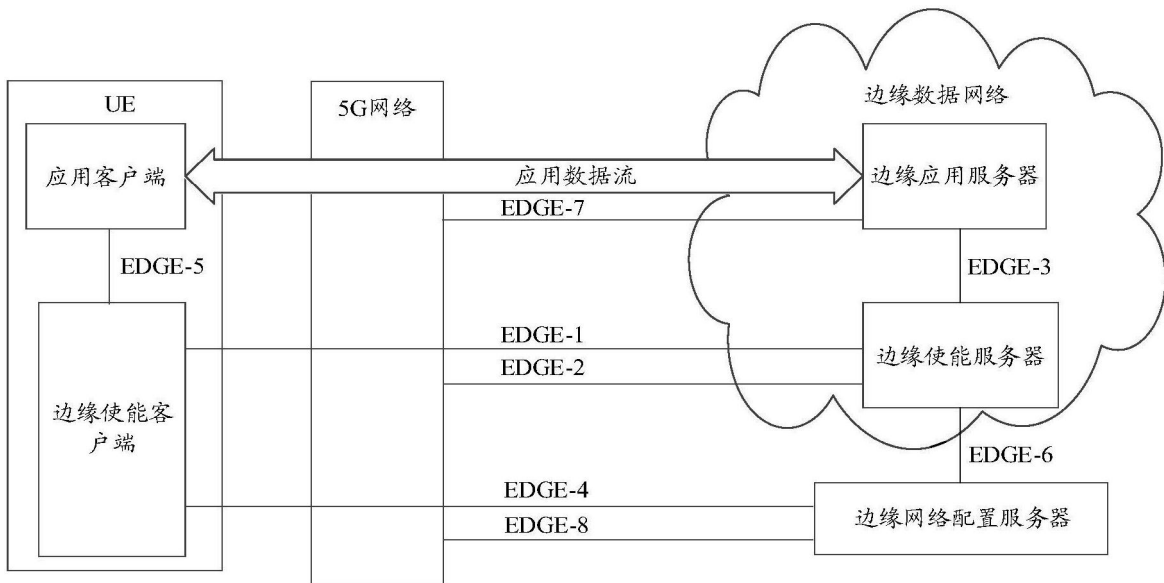 边缘数据网络
UE
5G网络
应用客户端
应用数据流
边缘应用服务器
EDGE-7
EDGE-5
EDGE-3
EDGE-1
边缘使能服务器
EDGE-2
边缘使能客
户端
EDGE-6
EDGE-4
边缘网络配置服务器
EDGE-8